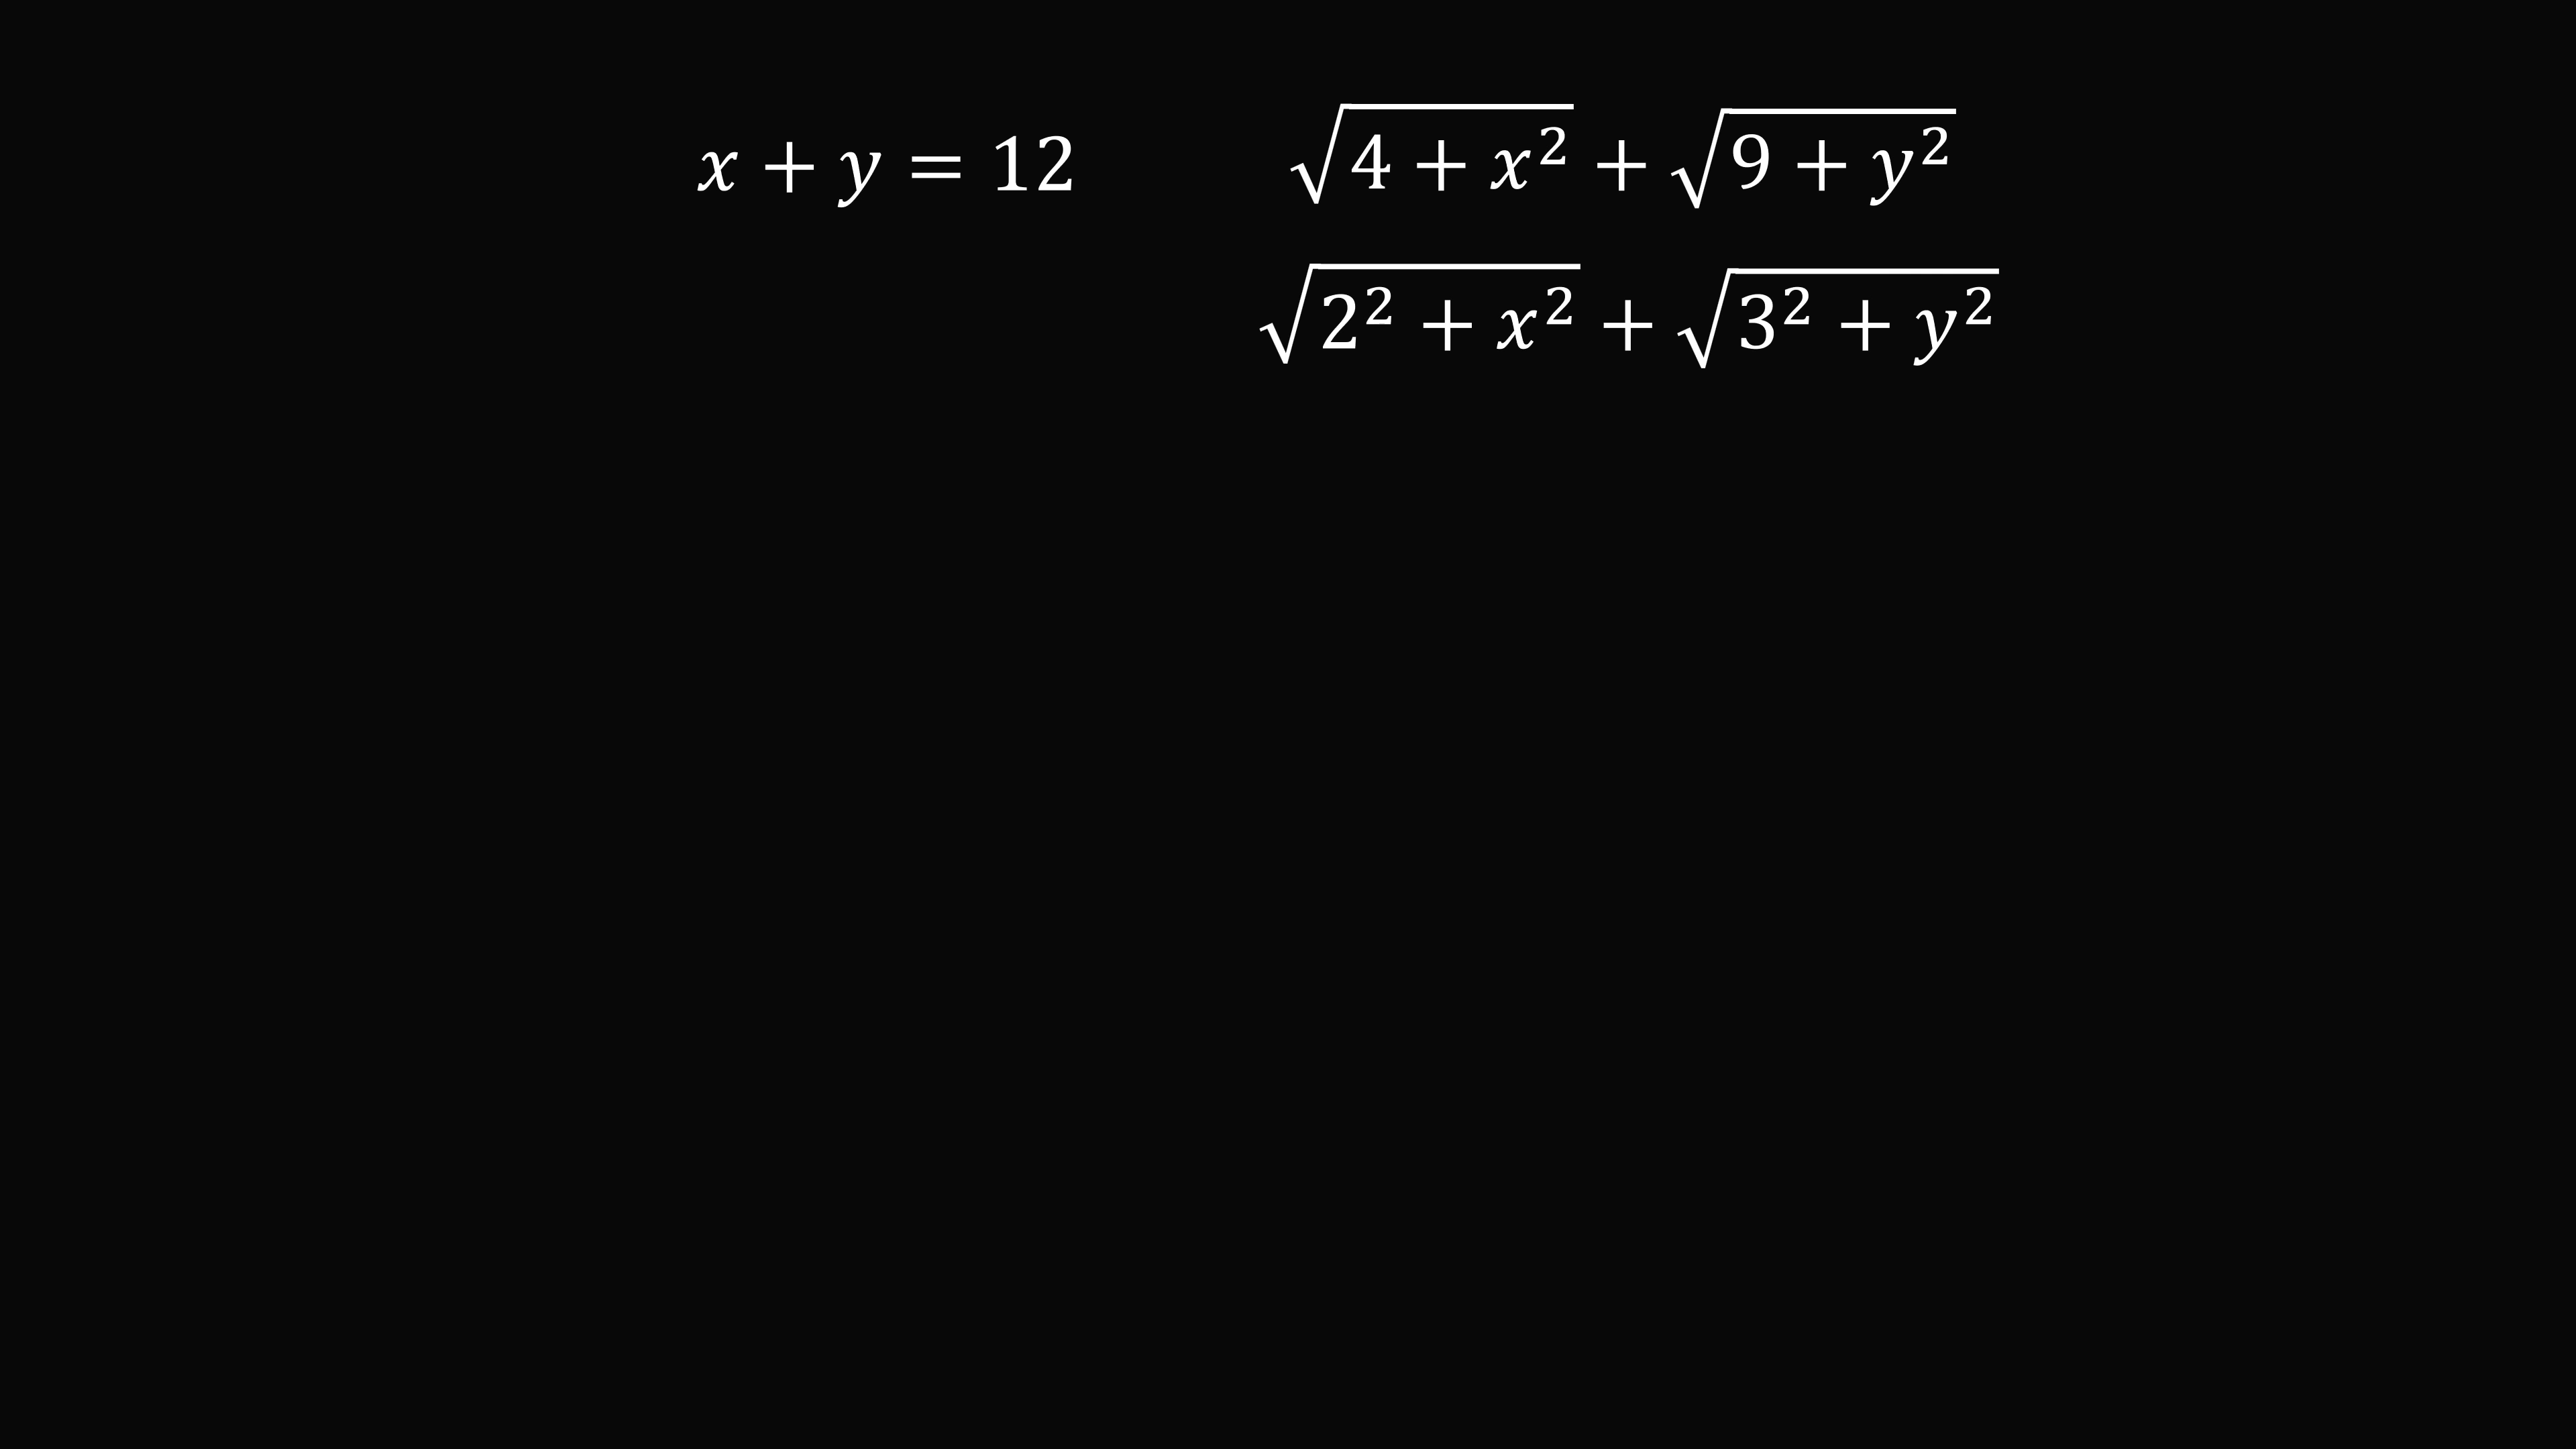 x + y = 12 √(4 + x²) + √(9 + y²)
√(2² + x²) + √(3² + y²)